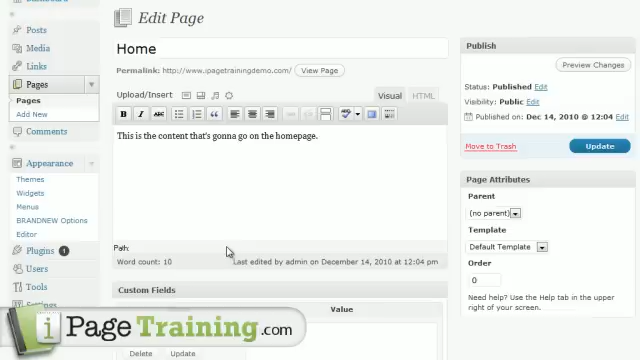 Dashboard
Edit Page
Posts
Media
Links
Pages
Pages
Add New
Comments
Appearance
Themes
Widgets
Menus
BRANDNEW Options
Editor
Plugins 1
Users
Tools
Settings
Home
Permalink: http://www.ipagetrainingdemo.com/ View Page
Upload/Insert
Visual HTML
B I ABC
This is the content that's gonna go on the homepage.
Path:
Word count: 10 Last edited by admin on December 14, 2010 at 12:04 pm
Custom Fields
Value
Delete Update
Publish
Preview Changes
Status: Published Edit
Visibility: Public Edit
Published on: Dec 14, 2010 @ 12:04 Edit
Move to Trash Update
Page Attributes
Parent
(no parent)
Template
Default Template
Order
0
Need help? Use the Help tab in the upper
right of your screen.
i PageTraining.com